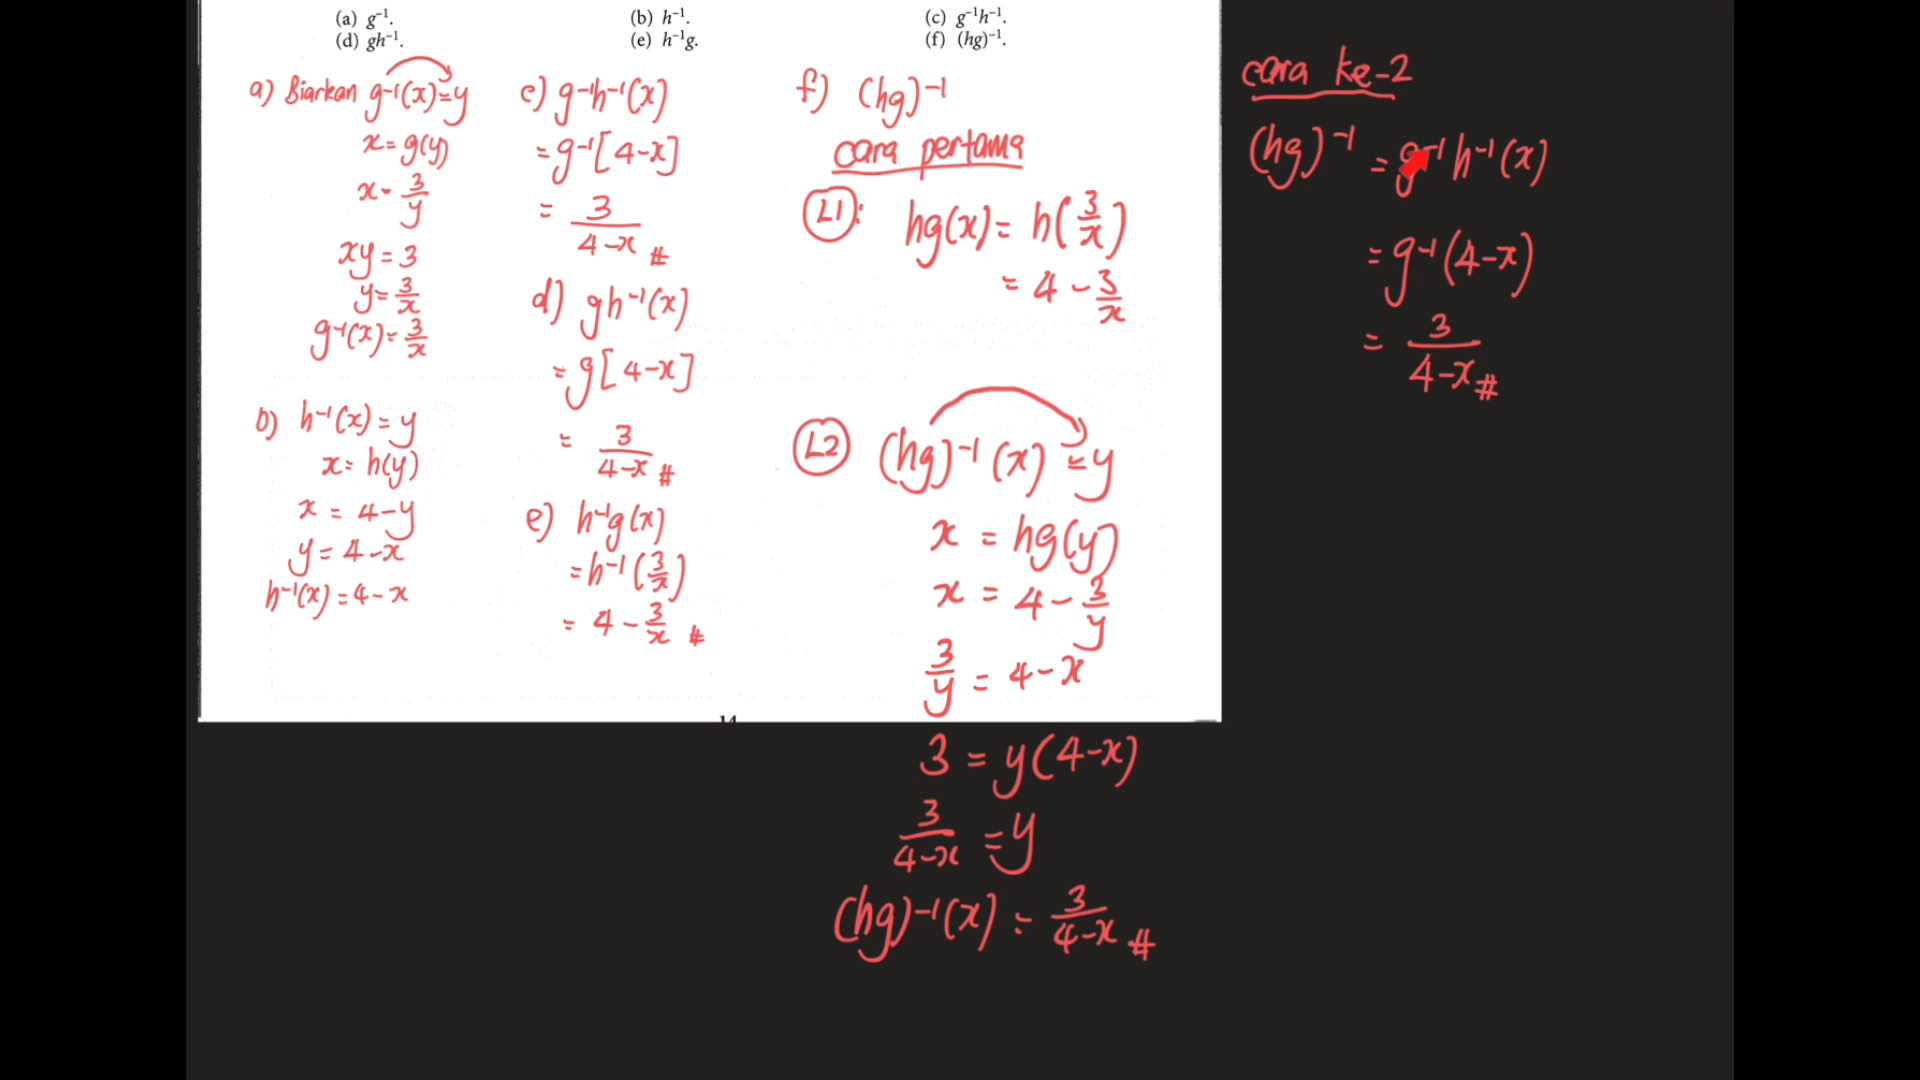 (a) g⁻¹. (b) h⁻¹. (c) g⁻¹h⁻¹.
(d) gh⁻¹. (e) h⁻¹g. (f) (hg)⁻¹.
a) Biarkan g⁻¹(x)=y
x=g(y)
x=3/y
xy=3
y=3/x
g⁻¹(x)=3/x
b) h⁻¹(x)=y
x=h(y)
x=4-y
y=4-x
h⁻¹(x)=4-x
c) g⁻¹h⁻¹(x)
=g⁻¹[4-x]
=3/(4-x) #
d) gh⁻¹(x)
=g[4-x]
=3/(4-x) #
e) h⁻¹g(x)
=h⁻¹(3/x)
=4-3/x #
f) (hg)⁻¹
cara pertama
L1: hg(x)=h(3/x)
=4-3/x
L2 (hg)⁻¹(x)=y
x=hg(y)
x=4-3/y
3/y=4-x
3=y(4-x)
3/(4-x)=y
(hg)⁻¹(x)=3/(4-x) #
cara ke-2
(hg)⁻¹=g⁻¹h⁻¹(x)
=g⁻¹(4-x)
=3/(4-x) #